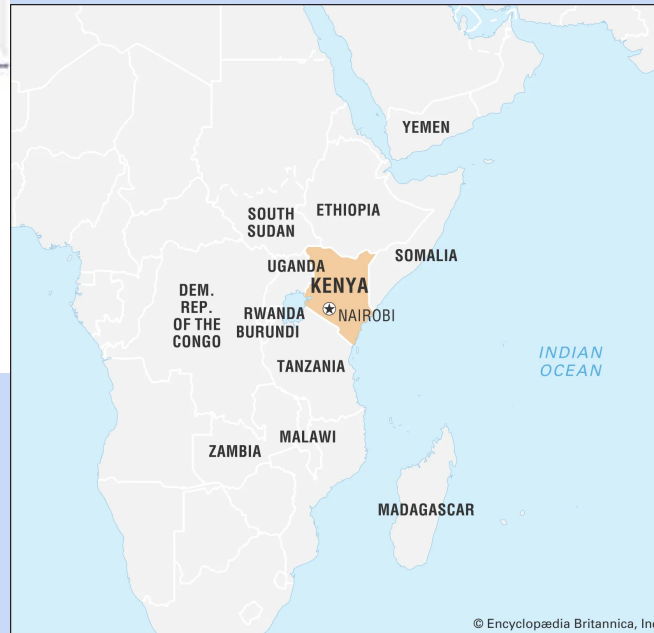 YEMEN
ETHIOPIA
SOUTH
SUDAN
SOMALIA
UGANDA
KENYA
DEM.
REP.
OF THE
CONGO
RWANDA
BURUNDI
NAIROBI
TANZANIA
INDIAN
OCEAN
MALAWI
ZAMBIA
MADAGASCAR
© Encyclopædia Britannica, Inc